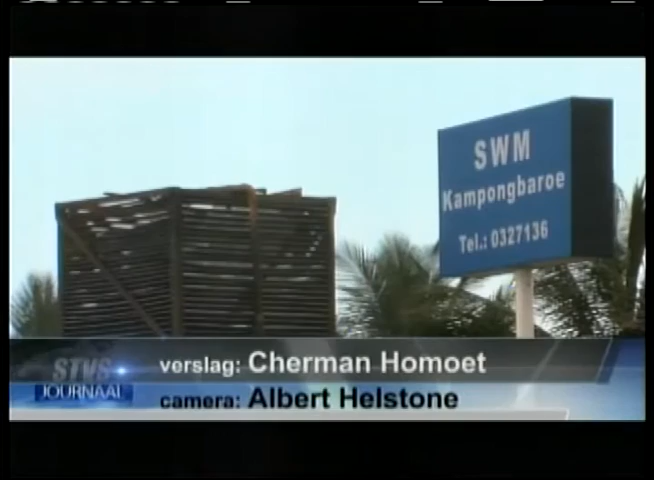 SWM
Kampongbaroe
Tel.: 0327136
STVS
JOURNAAL
verslag: Cherman Homoet
camera: Albert Helstone